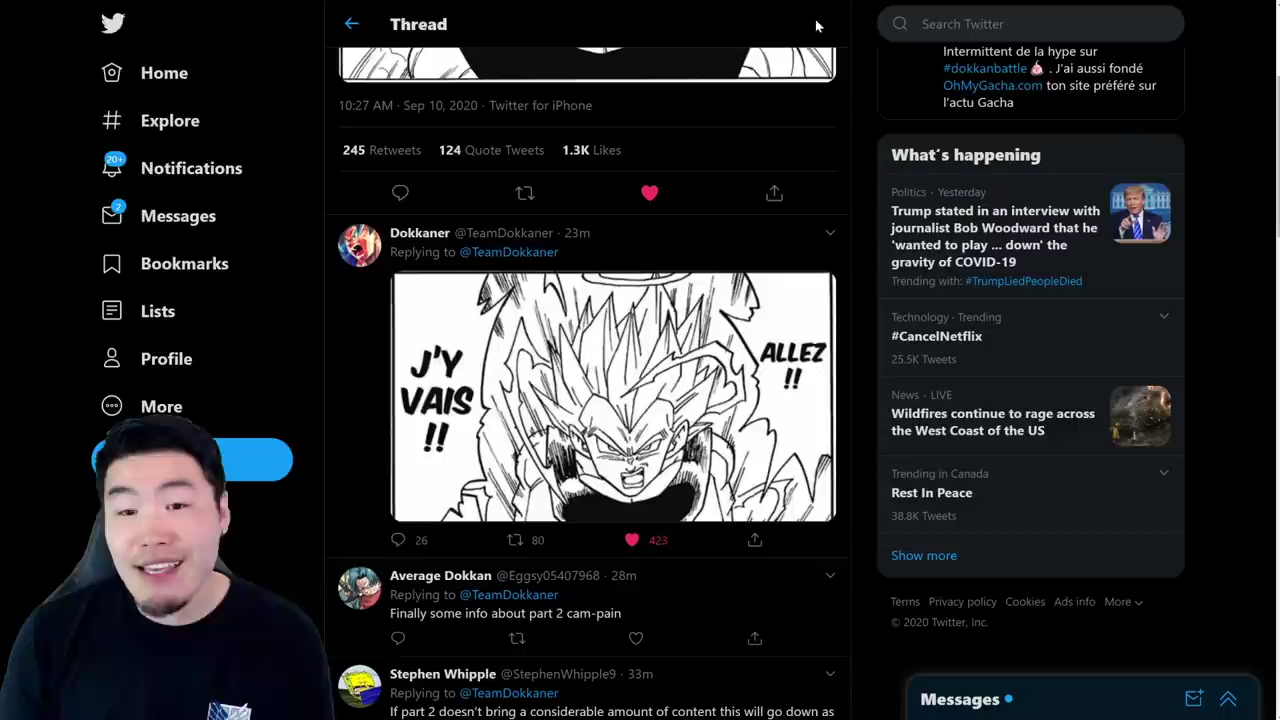 Home
Explore
20+
Notifications
2
Messages
Bookmarks
Lists
Profile
More
Thread
10:27 AM · Sep 10, 2020 · Twitter for iPhone
245 Retweets 124 Quote Tweets 1.3K Likes
Dokkaner @TeamDokkaner · 23m
Replying to @TeamDokkaner
J'Y
VAIS
!!
ALLEZ
!!
26 80 423
Average Dokkan @Eggsy05407968 · 28m
Replying to @TeamDokkaner
Finally some info about part 2 cam-pain
Stephen Whipple @StephenWhipple9 · 33m
Replying to @TeamDokkaner
If part 2 doesn't bring a considerable amount of content this will go down as
Search Twitter
Intermittent de la hype sur
#dokkanbattle . J'ai aussi fondé
OhMyGacha.com ton site préféré sur
l'actu Gacha
What's happening
Politics · Yesterday
Trump stated in an interview with
journalist Bob Woodward that he
'wanted to play ... down' the
gravity of COVID-19
Trending with: #TrumpLiedPeopleDied
Technology · Trending
#CancelNetflix
25.5K Tweets
News · LIVE
Wildfires continue to rage across
the West Coast of the US
Trending in Canada
Rest In Peace
38.8K Tweets
Show more
Terms Privacy policy Cookies Ads info More
© 2020 Twitter, Inc.
Messages